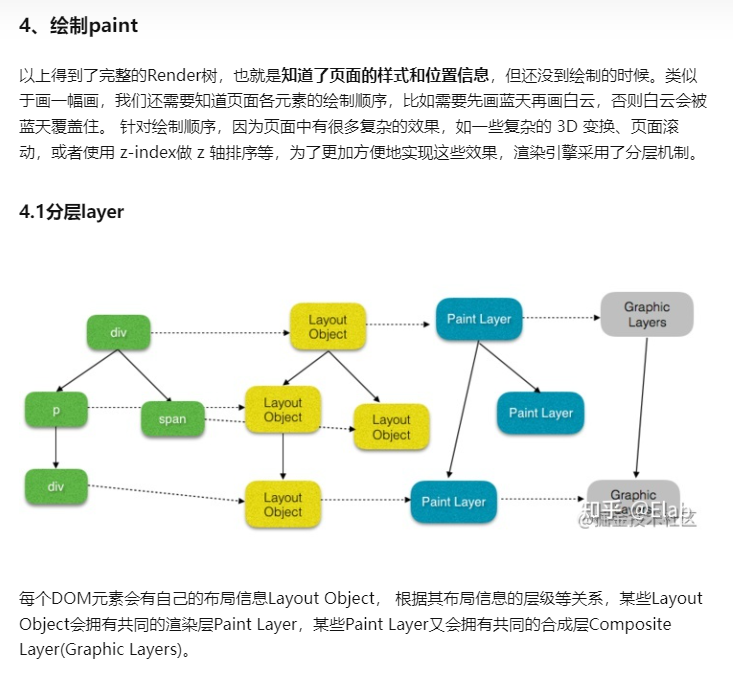 4、绘制paint
以上得到了完整的Render树，也就是知道了页面的样式和位置信息，但还没到绘制的时候。类似
于画一幅画，我们还需要知道页面各元素的绘制顺序，比如需要先画蓝天再画白云，否则白云会被
蓝天覆盖住。 针对绘制顺序，因为页面中有很多复杂的效果，如一些复杂的 3D 变换、页面滚
动，或者使用 z-index做 z 轴排序等，为了更加方便地实现这些效果，渲染引擎采用了分层机制。
4.1分层layer
div
Layout
Object
Paint Layer
Graphic
Layers
p
span
Layout
Object
Layout
Object
Paint Layer
div
Layout
Object
Paint Layer
Graphic
Layers
知乎 @Elab
@掘金技术社区
每个DOM元素会有自己的布局信息Layout Object， 根据其布局信息的层级等关系，某些Layout
Object会拥有共同的渲染层Paint Layer，某些Paint Layer又会拥有共同的合成层Composite
Layer(Graphic Layers)。